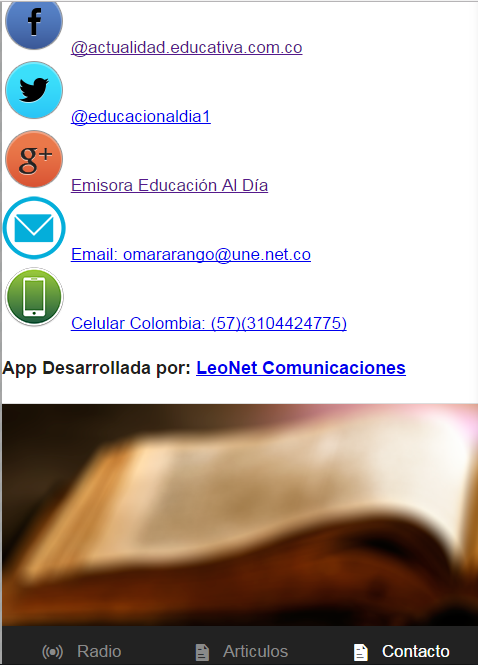 f
@actualidad.educativa.com.co
@educacionaldia1
g+
Emisora Educación Al Día
Email: omararango@une.net.co
Celular Colombia: (57)(3104424775)
App Desarrollada por: LeoNet Comunicaciones
Radio Articulos Contacto